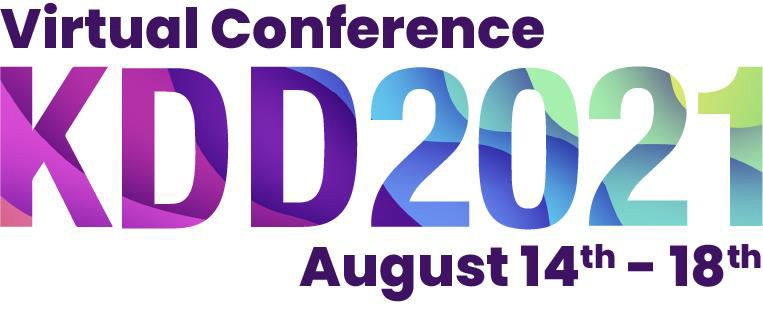 Virtual Conference
KDD2021
August 14th - 18th